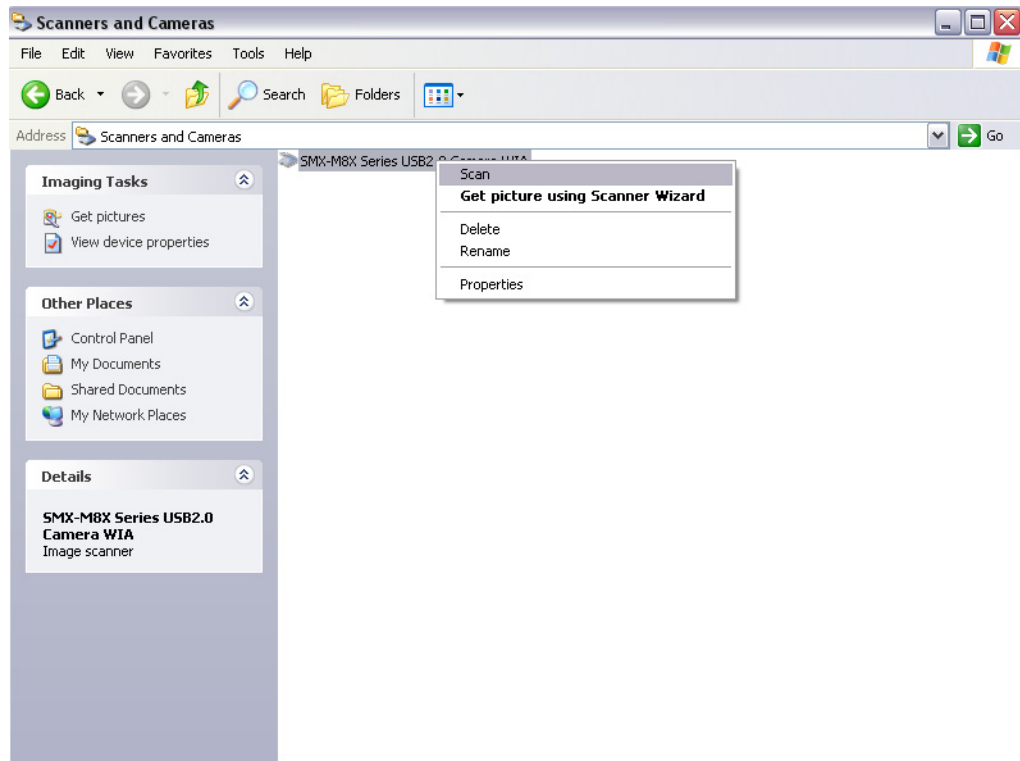 Scanners and Cameras
File Edit View Favorites Tools Help
Back Search Folders
Address Scanners and Cameras Go
Imaging Tasks
Get pictures
View device properties
Other Places
Control Panel
My Documents
Shared Documents
My Network Places
Details
SMX-M8X Series USB2.0
Camera WIA
Image scanner
SMX-M8X Series USB2.0 Camera WIA
Scan
Get picture using Scanner Wizard
Delete
Rename
Properties